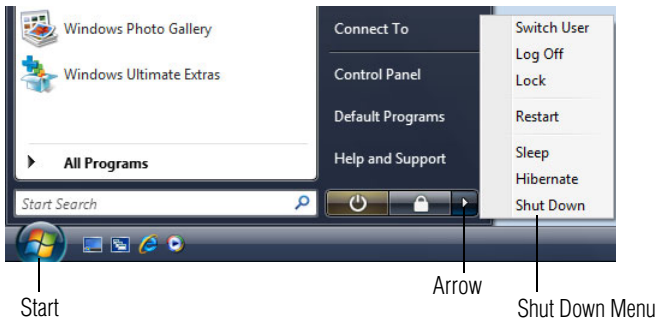 Windows Photo Gallery
Windows Ultimate Extras
All Programs
Start Search
Connect To
Control Panel
Default Programs
Help and Support
Switch User
Log Off
Lock
Restart
Sleep
Hibernate
Shut Down
Start
Arrow
Shut Down Menu